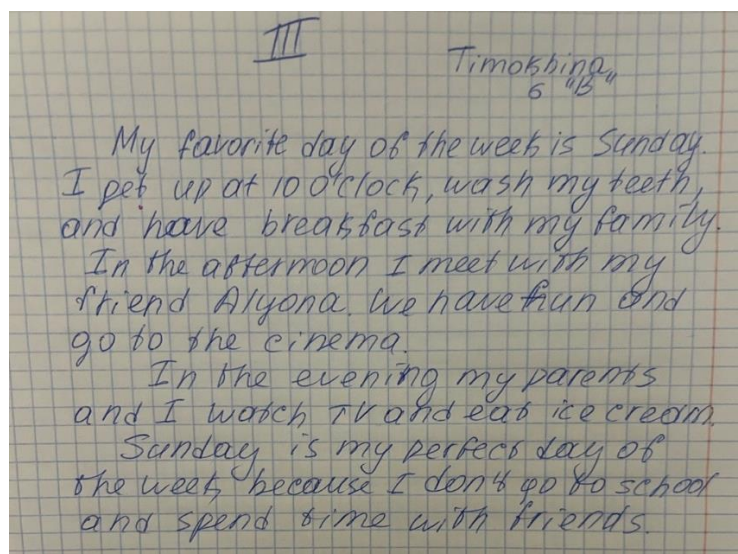 III
Timokhina
6 "B"
My favorite day of the week is Sunday.
I get up at 10 o'clock, wash my teeth,
and have breakfast with my family.
In the afternoon I meet with my
friend Alyona. We have fun and
go to the cinema.
In the evening my parents
and I watch TV and eat ice cream.
Sunday is my perfect day of
the week, because I don't go to school
and spend time with friends.